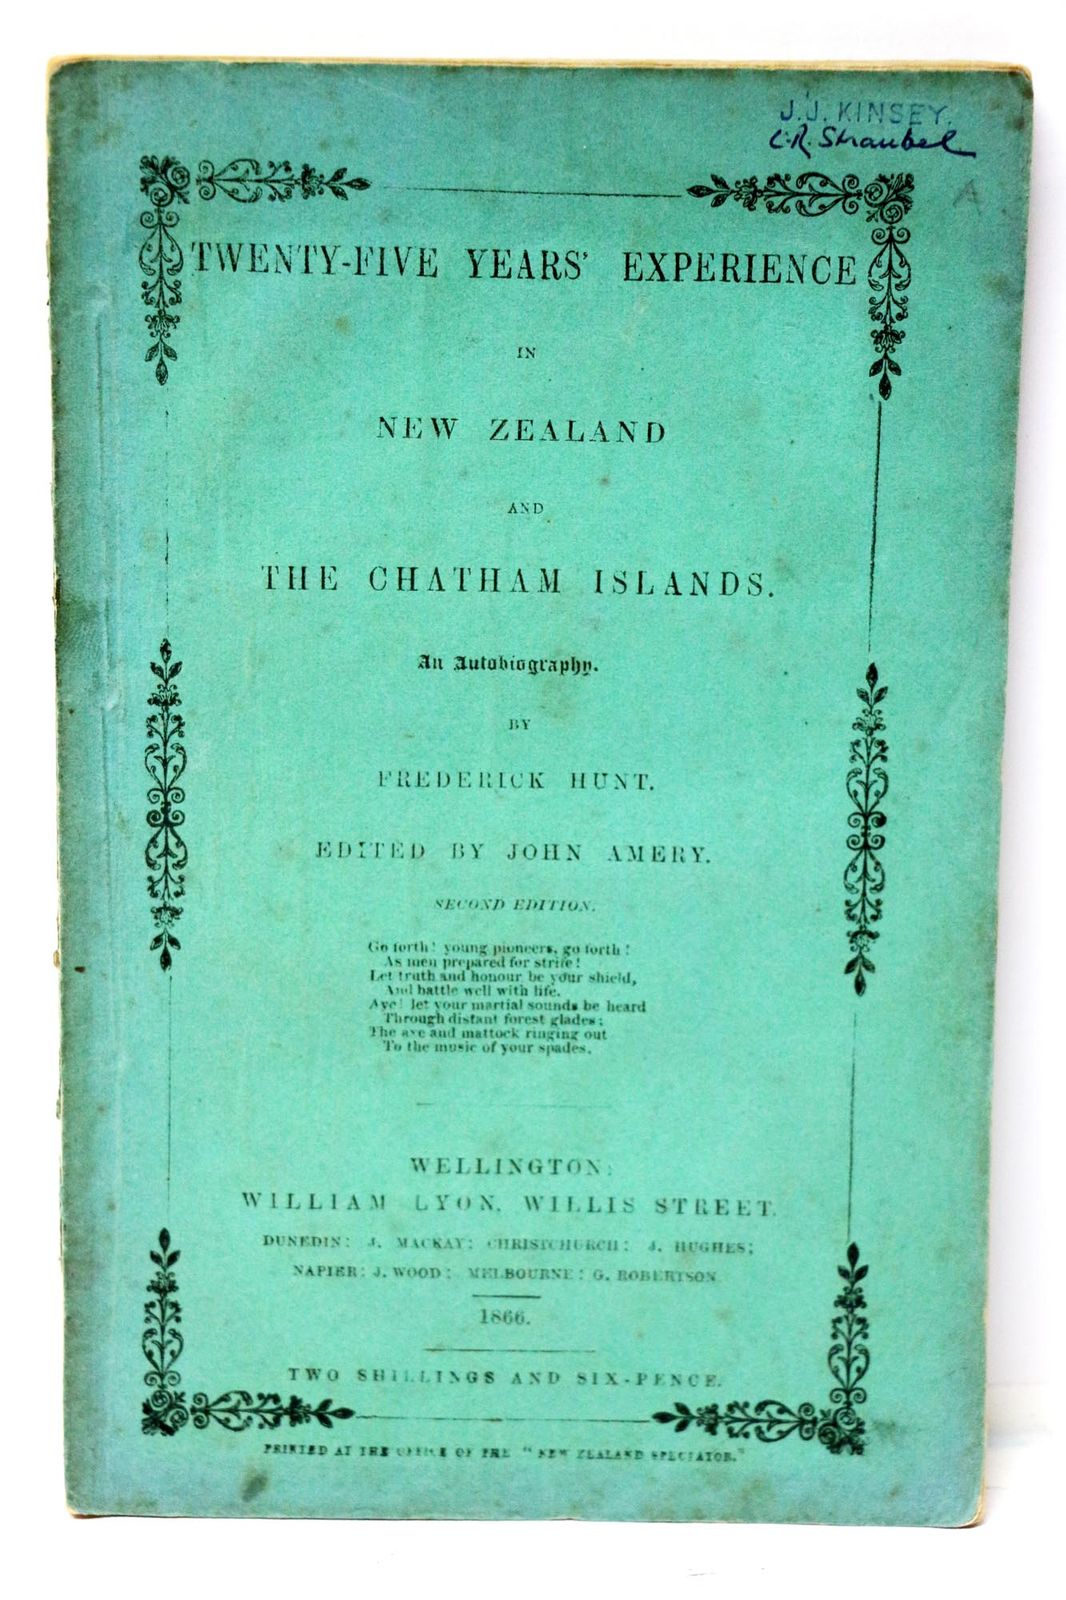 J.J. KINSEY.
C.R. Straubel
A
TWENTY-FIVE YEARS' EXPERIENCE
IN
NEW ZEALAND
AND
THE CHATHAM ISLANDS.
An Autobiography.
BY
FREDERICK HUNT.
EDITED BY JOHN AMERY.
SECOND EDITION.
Go forth! young pioneers, go forth!
As men prepared for strife!
Let truth and honour be your shield,
And battle well with life.
Aye! let your martial sounds be heard
Through distant forest glades;
The axe and mattock ringing out
To the music of your spades.
WELLINGTON:
WILLIAM LYON, WILLIS STREET.
DUNEDIN: J. MACKAY; CHRISTCHURCH: J. HUGHES;
NAPIER: J. WOOD; MELBOURNE: G. ROBERTSON
1866.
TWO SHILLINGS AND SIX-PENCE.
PRINTED AT THE OFFICE OF THE "NEW ZEALAND SPECTATOR."